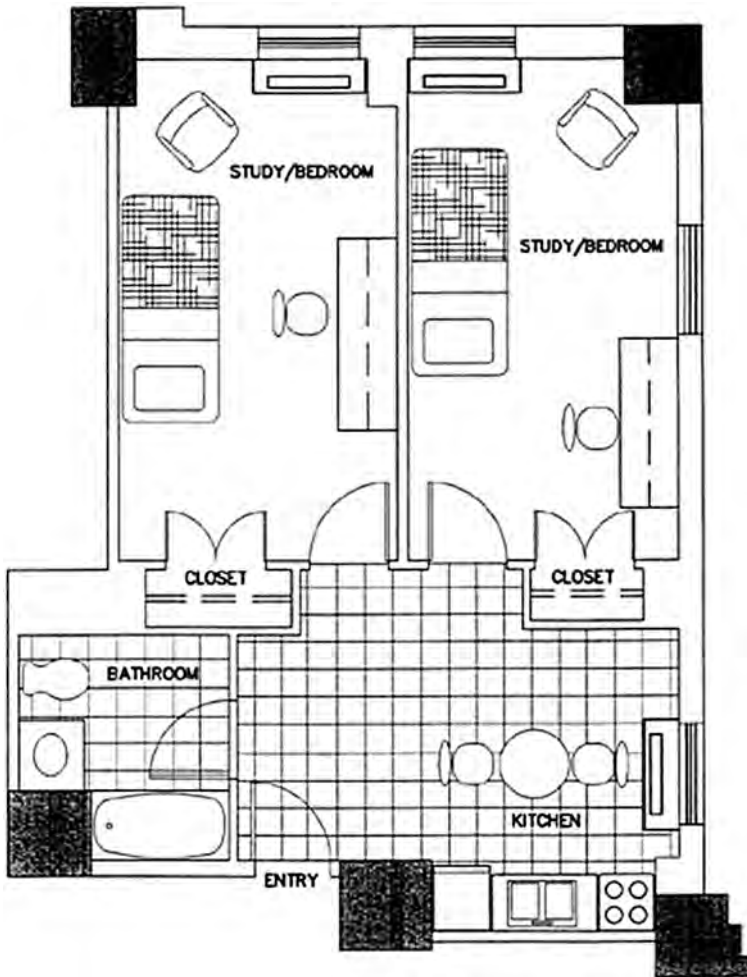 STUDY/BEDROOM
STUDY/BEDROOM
CLOSET
CLOSET
BATHROOM
KITCHEN
ENTRY